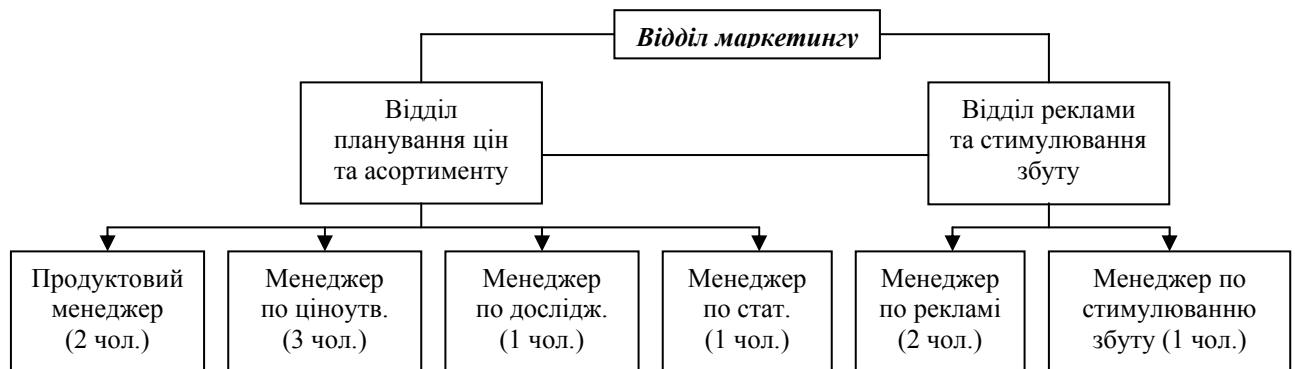 Відділ маркетингу
Відділ
планування цін
та асортименту
Відділ реклами
та стимулювання
збуту
Продуктовий
менеджер
(2 чол.)
Менеджер
по ціноутв.
(3 чол.)
Менеджер
по дослідж.
(1 чол.)
Менеджер
по стат.
(1 чол.)
Менеджер
по рекламі
(2 чол.)
Менеджер по
стимулюванню
збуту (1 чол.)